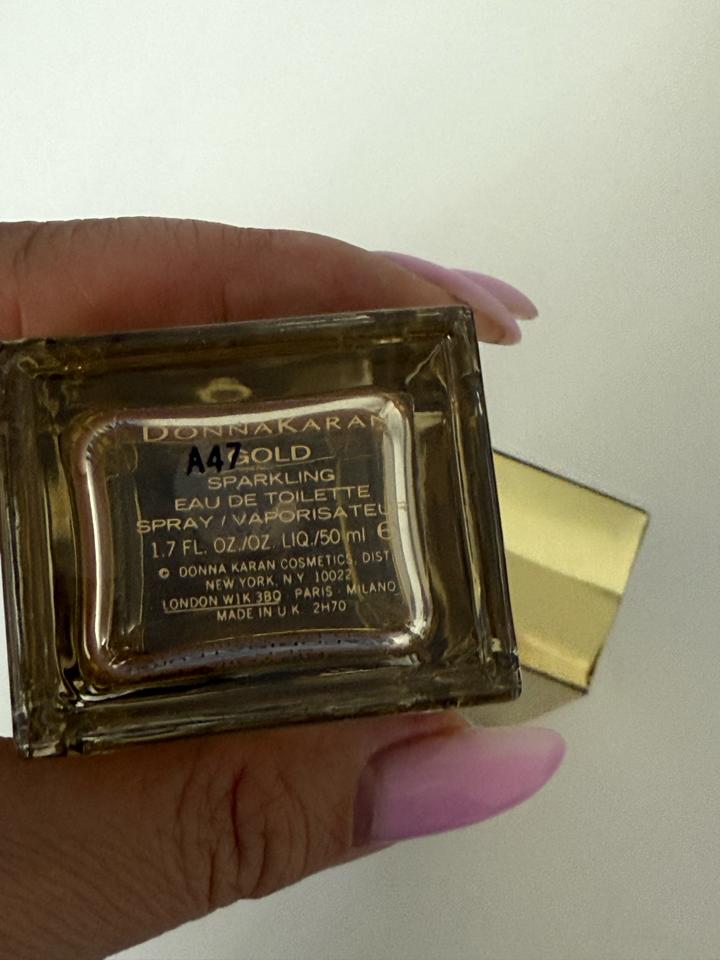 DONNAKARAN
A47
GOLD
SPARKLING
EAU DE TOILETTE
SPRAY / VAPORISATEUR
1.7 FL. OZ./OZ. LIQ./50 ml ℮
© DONNA KARAN COSMETICS, DIST.
NEW YORK, N.Y. 10022
LONDON W1K 3BQ PARIS - MILANO
MADE IN U.K. 2H70